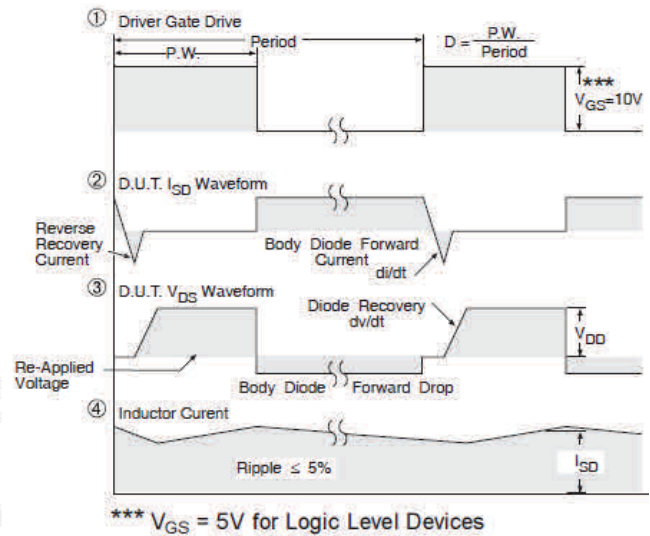 ① Driver Gate Drive
Period
P.W.
D = P.W. / Period
***
VGS=10V
② D.U.T. ISD Waveform
Reverse
Recovery
Current
Body Diode Forward
Current
di/dt
③ D.U.T. VDS Waveform
Diode Recovery
dv/dt
VDD
Re-Applied
Voltage
Body Diode Forward Drop
④ Inductor Curent
Ripple ≤ 5%
ISD
*** VGS = 5V for Logic Level Devices